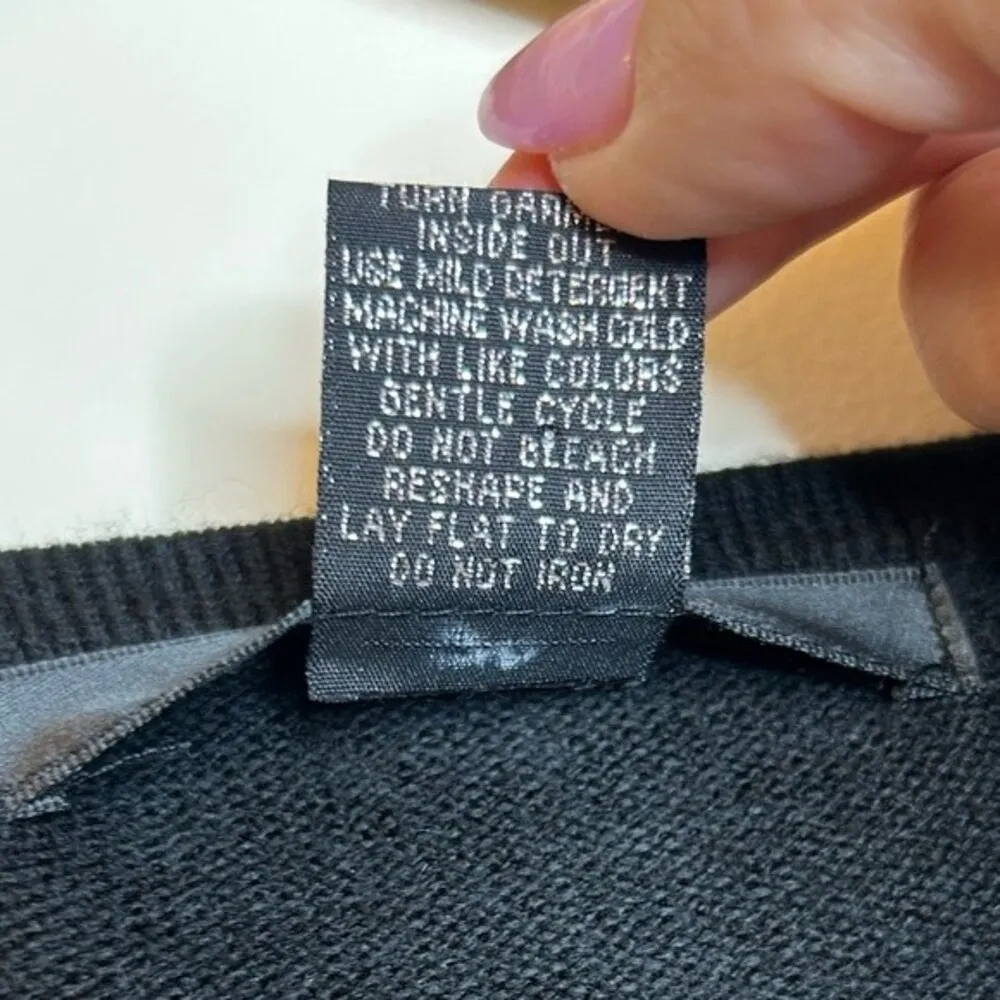 TURN GARME
INSIDE OUT
USE MILD DETERGENT
MACHINE WASH COLD
WITH LIKE COLORS
GENTLE CYCLE
DO NOT BLEACH
RESHAPE AND
LAY FLAT TO DRY
DO NOT IRON